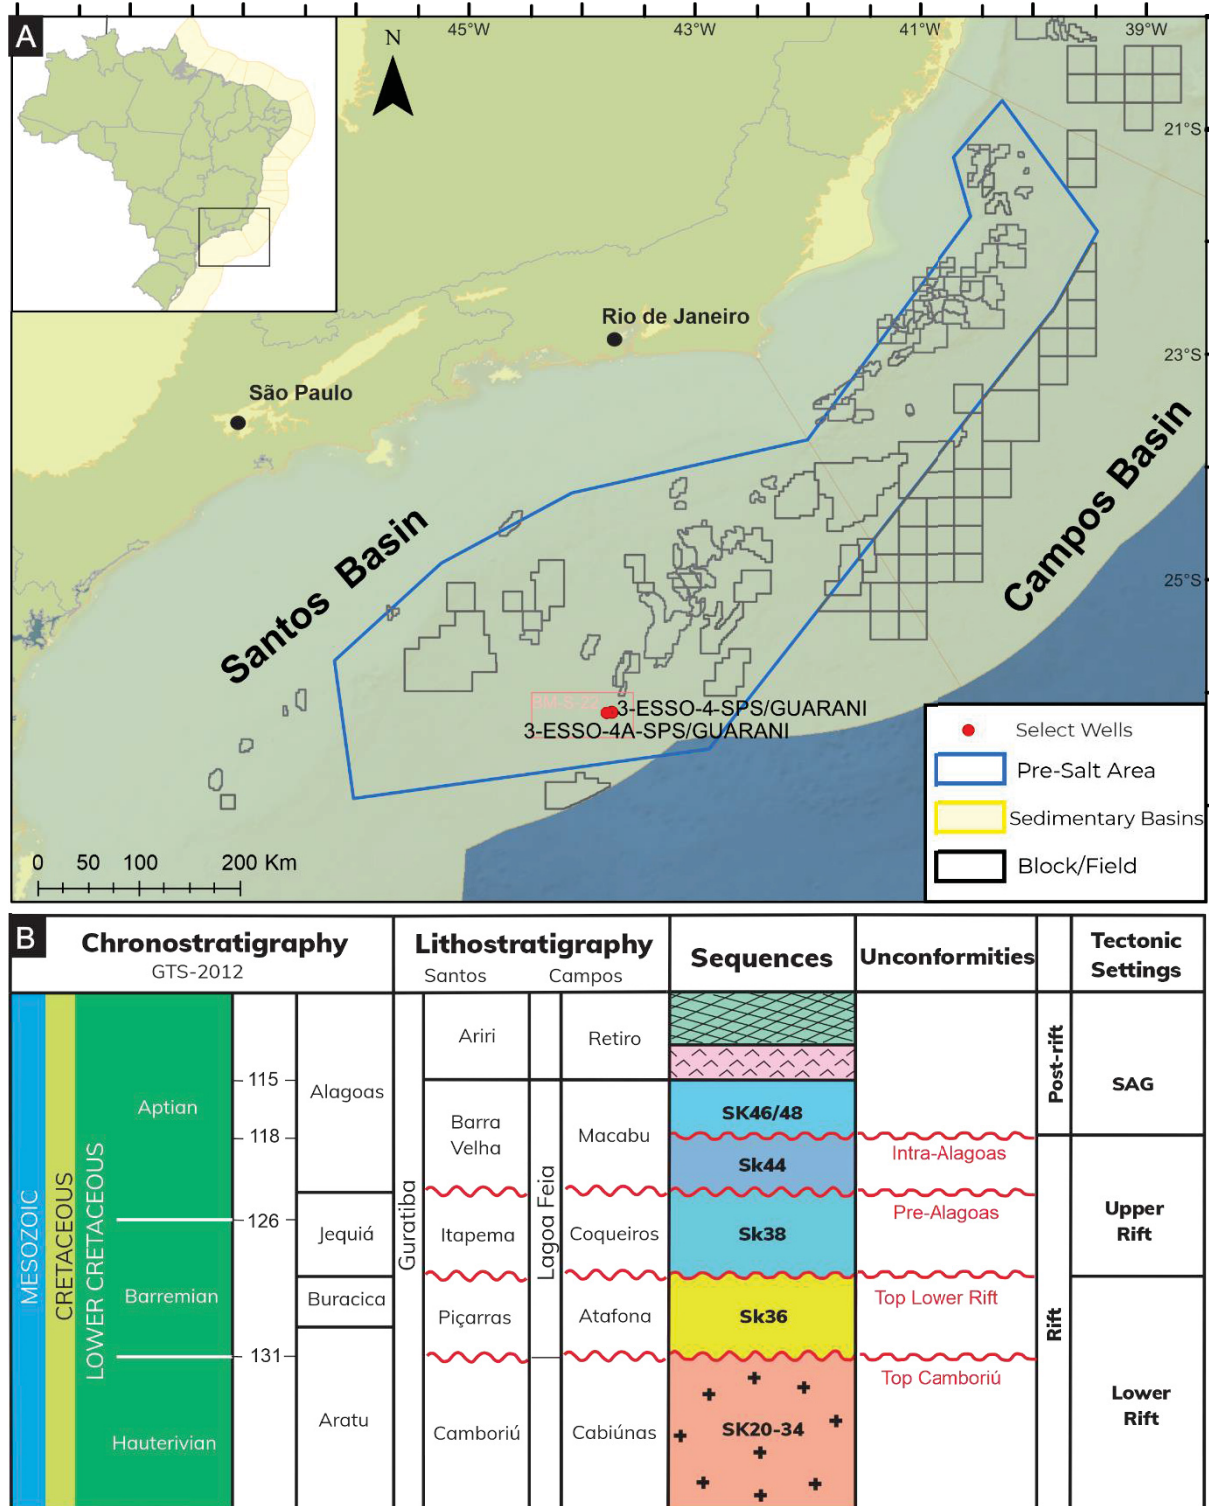 A
45°W
43°W
41°W
39°W
N
21°S
Rio de Janeiro
23°S
São Paulo
Santos Basin
Campos Basin
25°S
BM-S-22
3-ESSO-4-SPS/GUARANI
3-ESSO-4A-SPS/GUARANI
Select Wells
Pre-Salt Area
Sedimentary Basins
Block/Field
0 50 100 200 Km
B
Chronostratigraphy
GTS-2012
Lithostratigraphy
Santos Campos
Sequences
Unconformities
Tectonic
Settings
MESOZOIC
CRETACEOUS
LOWER CRETACEOUS
Aptian
Barremian
Hauterivian
115
118
126
131
Alagoas
Jequiá
Buracica
Aratu
Guratiba
Ariri
Barra
Velha
Itapema
Piçarras
Camboriú
Lagoa Feia
Retiro
Macabu
Coqueiros
Atafona
Cabiúnas
SK46/48
Sk44
Sk38
Sk36
SK20-34
Intra-Alagoas
Pre-Alagoas
Top Lower Rift
Top Camboriú
Post-rift
Rift
SAG
Upper
Rift
Lower
Rift